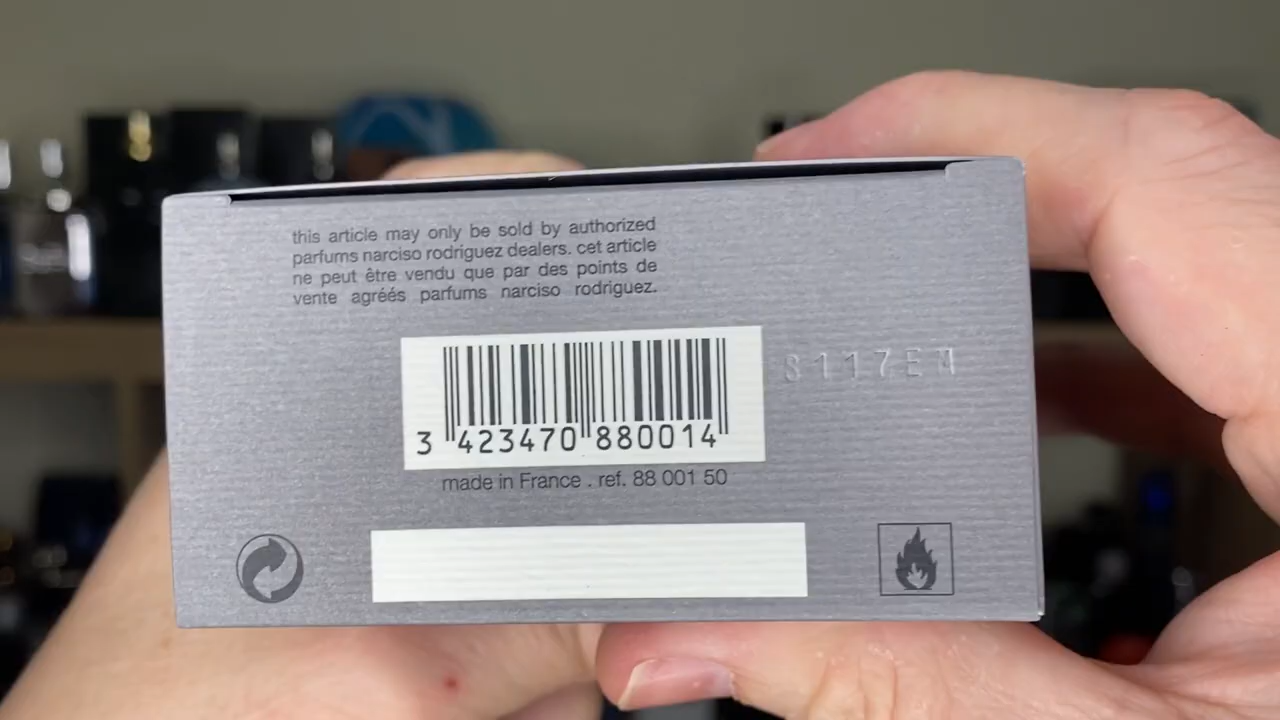 this article may only be sold by authorized
parfums narciso rodriguez dealers. cet article
ne peut être vendu que par des points de
vente agréés parfums narciso rodriguez.
8117EM
3 423470 880014
made in France . ref. 88 001 50